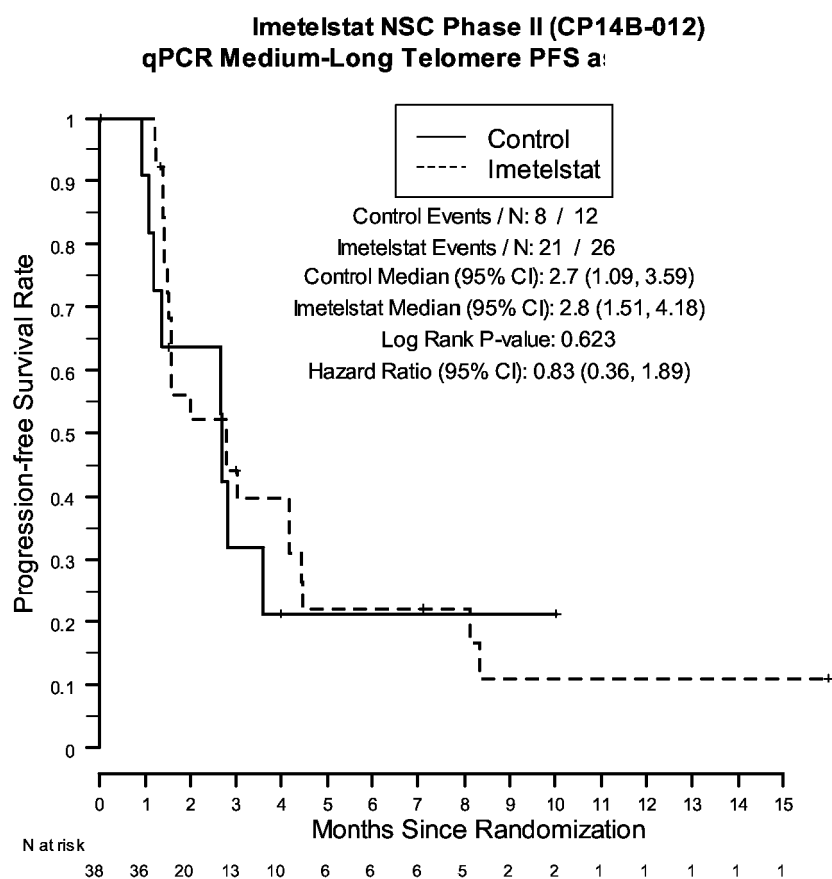 Imetelstat NSC Phase II (CP14B-012)
qPCR Medium-Long Telomere PFS
Control
Imetelstat
Control Events / N: 8 / 12
Imetelstat Events / N: 21 / 26
Control Median (95% CI): 2.7 (1.09, 3.59)
Imetelstat Median (95% CI): 2.8 (1.51, 4.18)
Log Rank P-value: 0.623
Hazard Ratio (95% CI): 0.83 (0.36, 1.89)
Progression-free Survival Rate
1
0.9
0.8
0.7
0.6
0.5
0.4
0.3
0.2
0.1
0
0 1 2 3 4 5 6 7 8 9 10 11 12 13 14 15
Months Since Randomization
N at risk
38 36 20 13 10 6 6 6 5 2 2 1 1 1 1 1